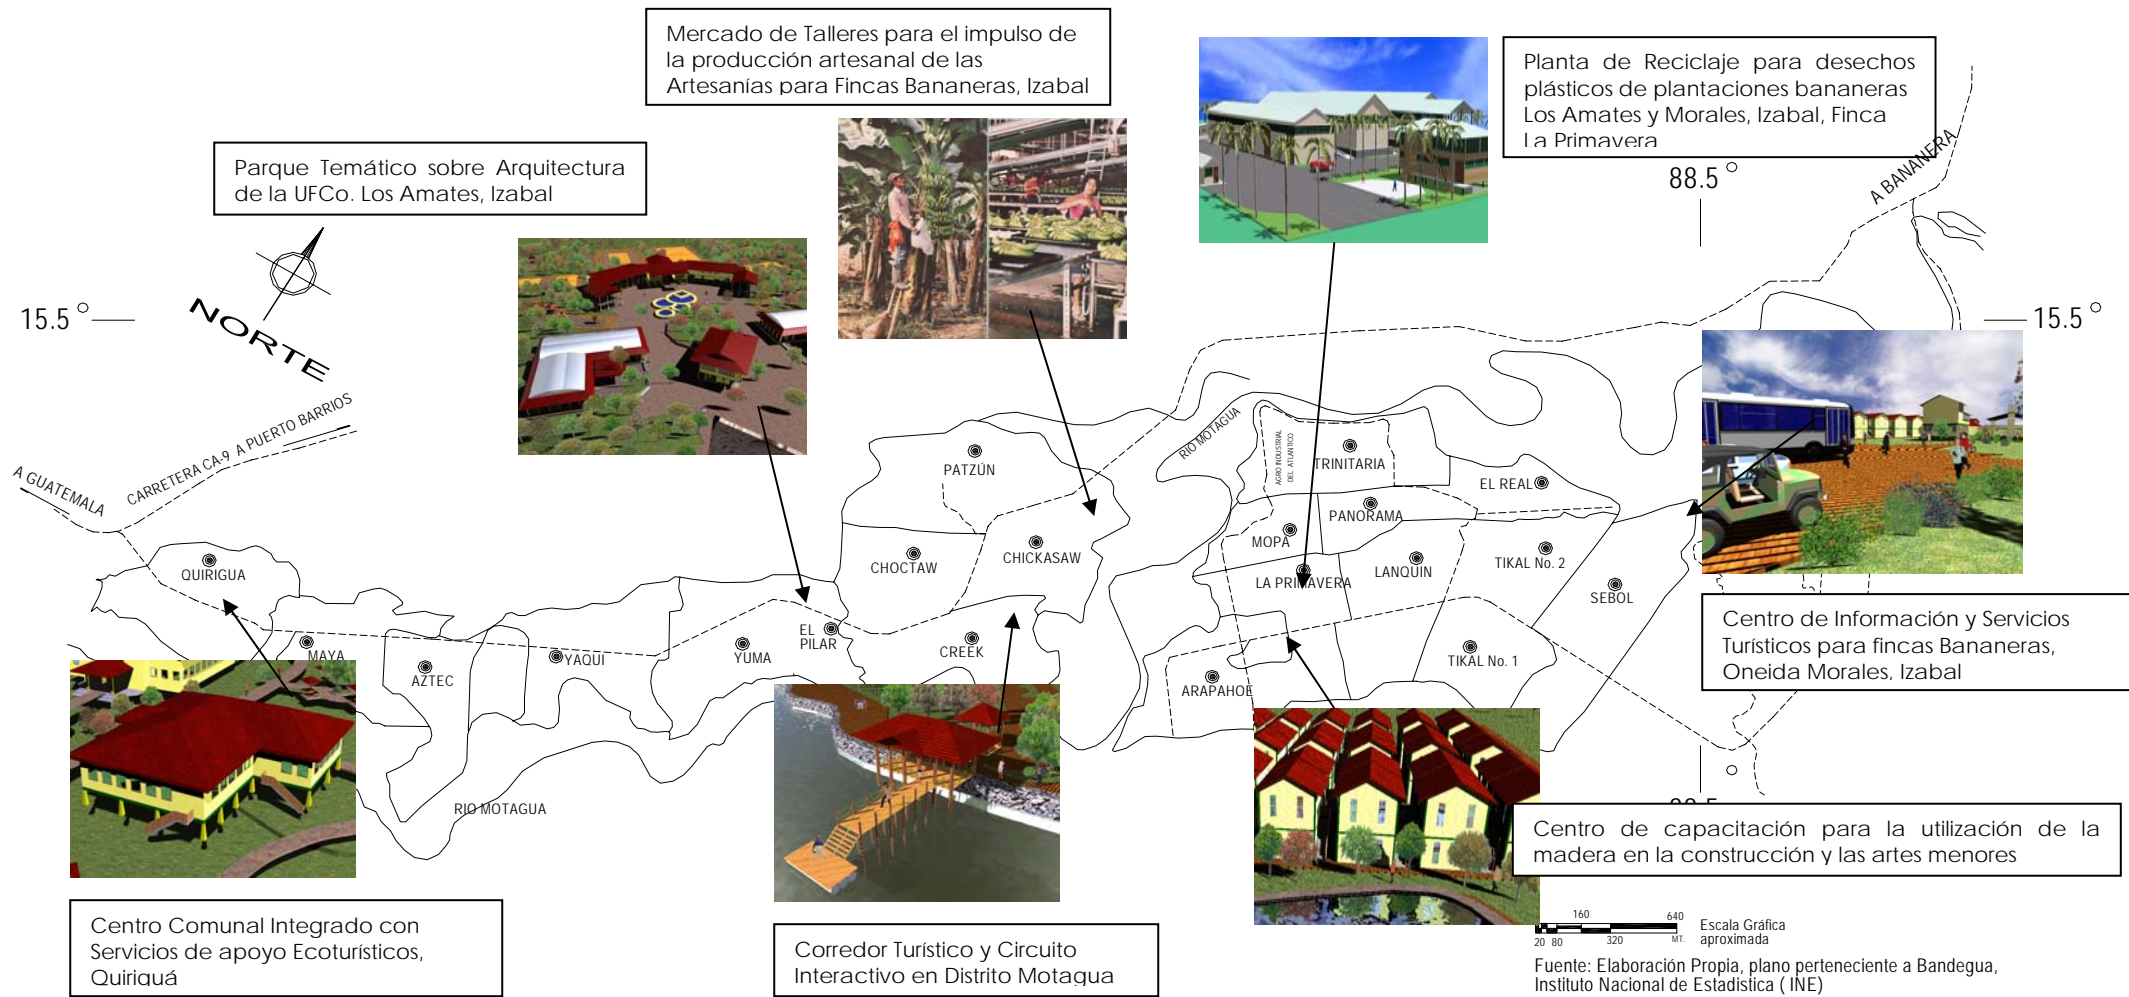 Mercado de Talleres para el impulso de
la producción artesanal de las
Artesanías para Fincas Bananeras, Izabal
Planta de Reciclaje para desechos
plásticos de plantaciones bananeras
Los Amates y Morales, Izabal, Finca
La Primavera
Parque Temático sobre Arquitectura
de la UFCo. Los Amates, Izabal
88.5 °
A BANANERA
15.5 °
NORTE
15.5 °
CARRETERA CA-9 A PUERTO BARRIOS
A GUATEMALA
RIO MOTAGUA
AGRO INDUSTRIAL
DEL ATLANTICO
PATZÚN
TRINITARIA
EL REAL
PANORAMA
MOPA
CHICKASAW
CHOCTAW
LANQUIN
TIKAL No. 2
QUIRIGUA
LA PRIMAVERA
SEBOL
EL
PILAR
MAYA
YAQUI
YUMA
CREEK
AZTEC
TIKAL No. 1
ARAPAHOE
Centro de Información y Servicios
Turísticos para fincas Bananeras,
Oneida Morales, Izabal
RIO MOTAGUA
Centro de capacitación para la utilización de la
madera en la construcción y las artes menores
Centro Comunal Integrado con
Servicios de apoyo Ecoturísticos,
Quiriguá
Corredor Turístico y Circuito
Interactivo en Distrito Motagua
160 640
20 80 320 MT.
Escala Gráfica
aproximada
Fuente: Elaboración Propia, plano perteneciente a Bandegua,
Instituto Nacional de Estadistica ( INE)